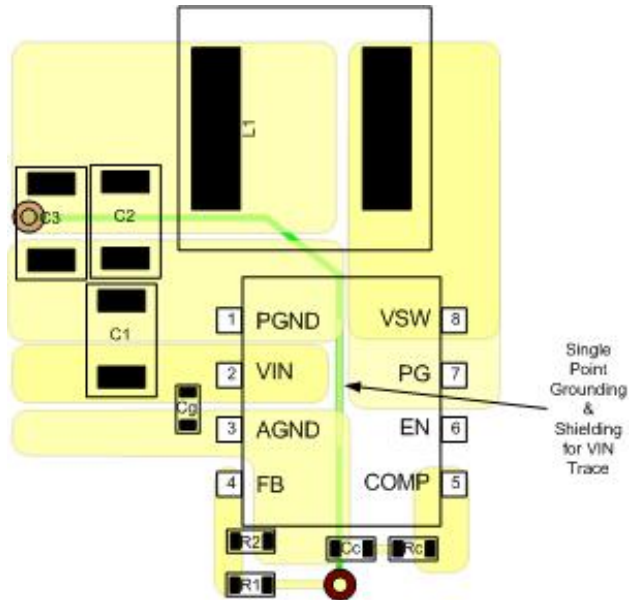 L1
C3
C2
C1
1 PGND VSW 8
2 VIN PG 7
Cg
3 AGND EN 6
4 FB COMP 5
R2
Cc
Rc
R1
Single
Point
Grounding
&
Shielding
for VIN
Trace